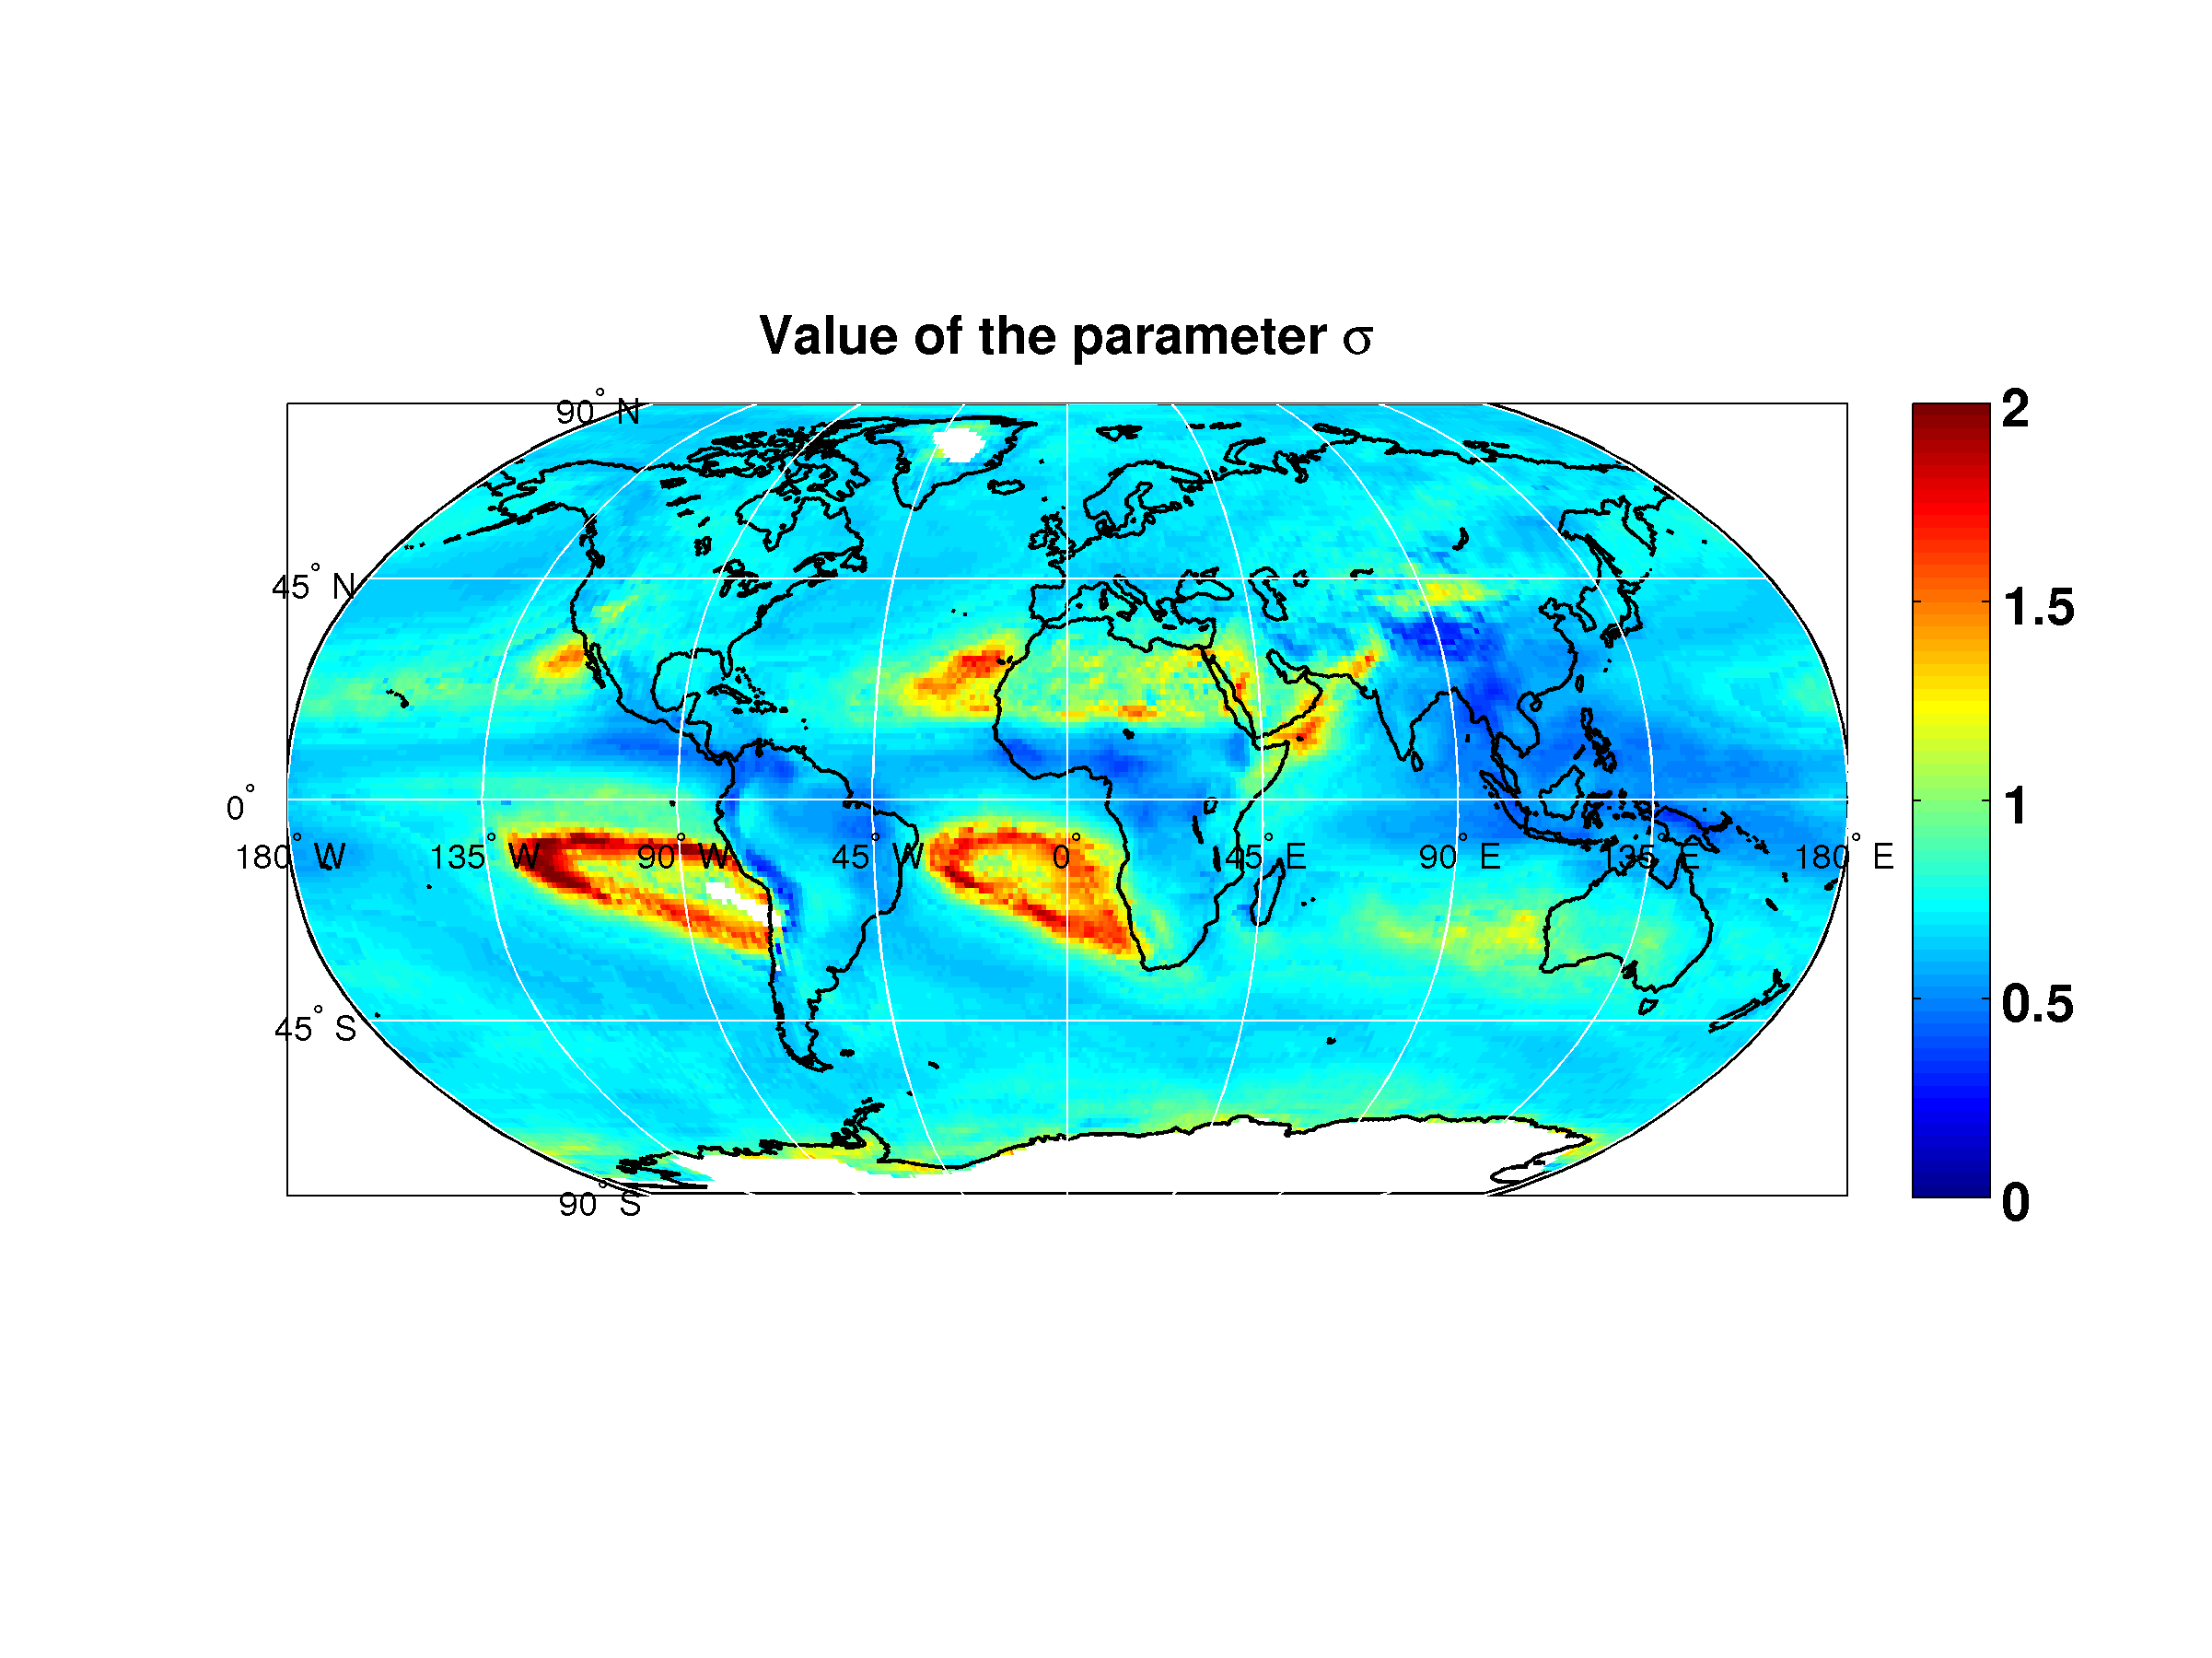 Value of the parameter σ
90° N
45° N
0°
180° W
135° W
90° W
45° W
0°
45° E
90° E
135° E
180° E
45° S
90° S
2
1.5
1
0.5
0